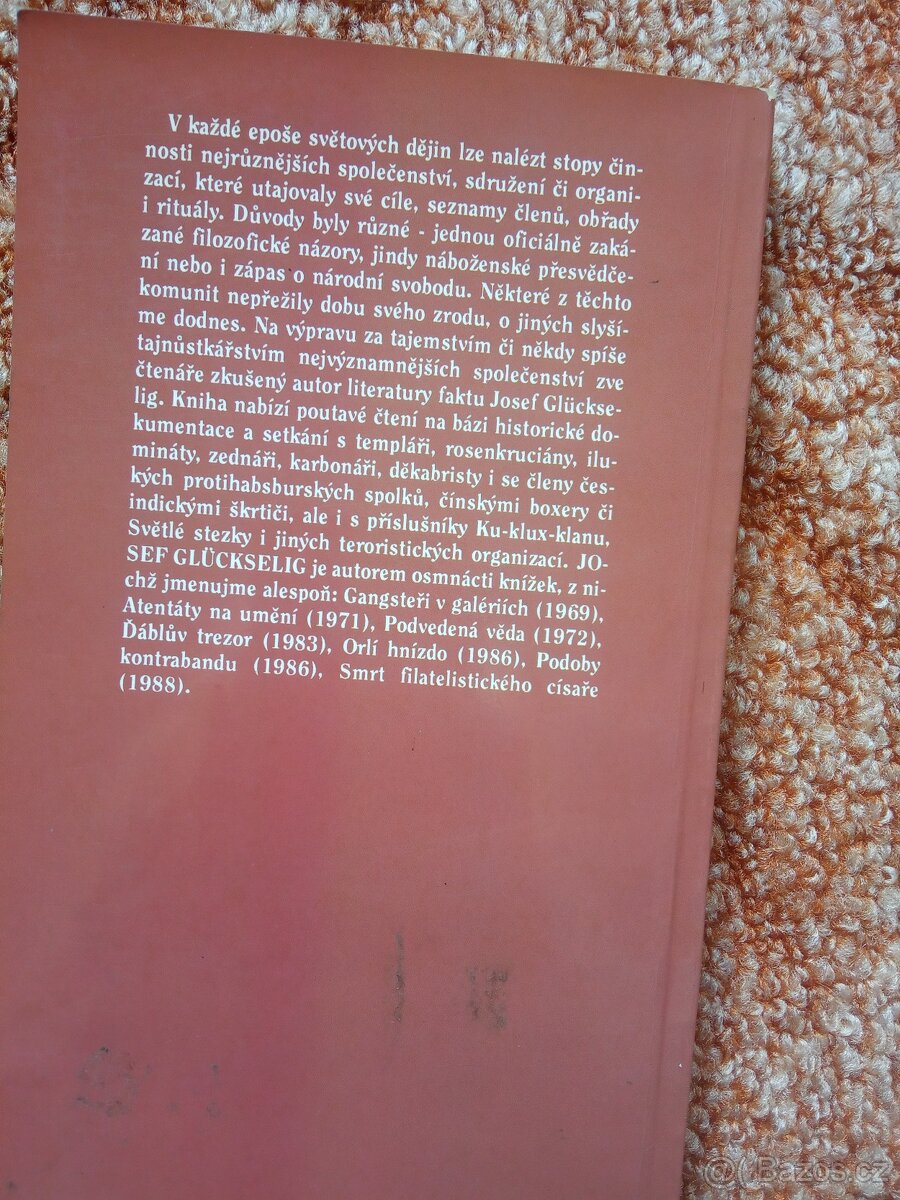 V každé epoše světových dějin lze nalézt stopy čin-
nosti nejrůznějších společenství, sdružení či organi-
zací, které utajovaly své cíle, seznamy členů, obřady
i rituály. Důvody byly různé - jednou oficiálně zaká-
zané filozofické názory, jindy náboženské přesvědče-
ní nebo i zápas o národní svobodu. Některé z těchto
komunit nepřežily dobu svého zrodu, o jiných slyší-
me dodnes. Na výpravu za tajemstvím či někdy spíše
tajnůstkářstvím nejvýznamnějších společenství zve
čtenáře zkušený autor literatury faktu Josef Glückse-
lig. Kniha nabízí poutavé čtení na bázi historické do-
kumentace a setkání s templáři, rosenkruciány, ilu-
mináty, zednáři, karbonáři, děkabristy i se členy čes-
kých protihabsburských spolků, čínskými boxery či
indickými škrtiči, ale i s příslušníky Ku-klux-klanu,
Světlé stezky i jiných teroristických organizací. JO-
SEF GLÜCKSELIG je autorem osmnácti knížek, z ni-
chž jmenujme alespoň: Gangsteři v galériích (1969),
Atentáty na umění (1971), Podvedená věda (1972),
Ďáblův trezor (1983), Orlí hnízdo (1986), Podoby
kontrabandu (1986), Smrt filatelistického císaře
(1988).
Bazoš.cz